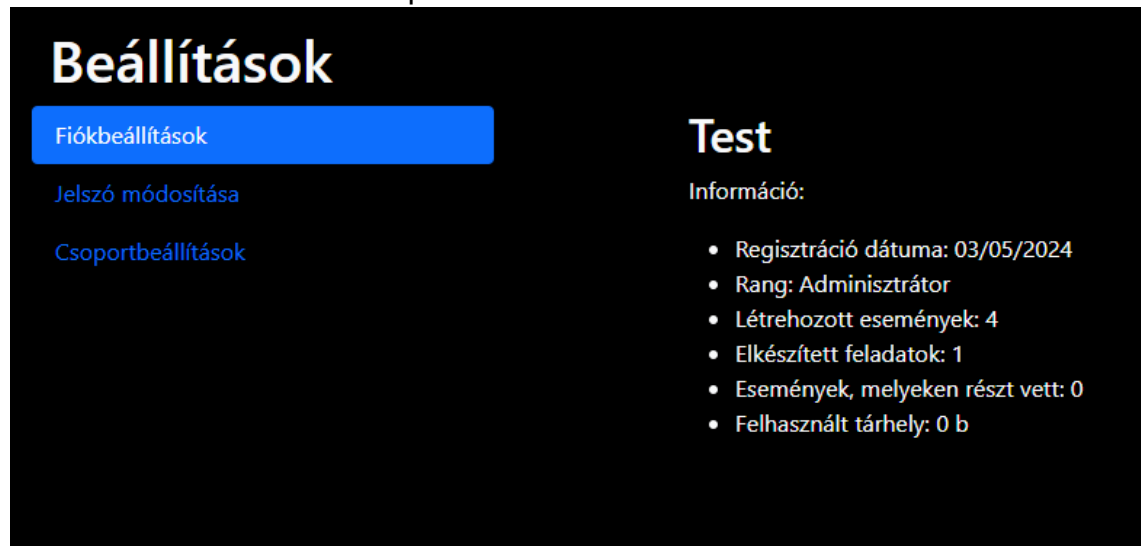 Beállítások
Fiókbeállítások
Jelszó módosítása
Csoportbeállítások
Test
Információ:
Regisztráció dátuma: 03/05/2024
Rang: Adminisztrátor
Létrehozott események: 4
Elkészített feladatok: 1
Események, melyeken részt vett: 0
Felhasznált tárhely: 0 b